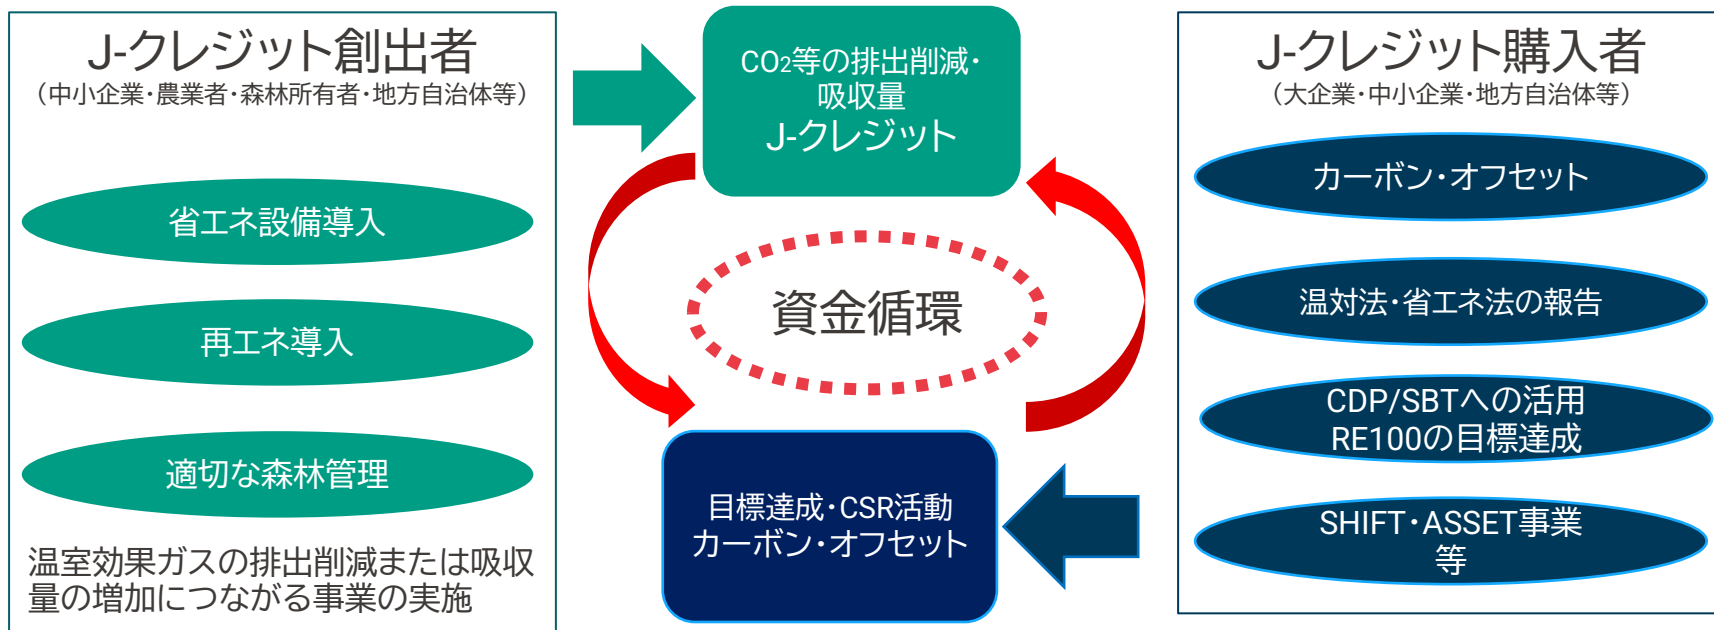 J-クレジット創出者
（中小企業・農業者・森林所有者・地方自治体等）
省エネ設備導入
再エネ導入
適切な森林管理
温室効果ガスの排出削減または吸収
量の増加につながる事業の実施
CO₂等の排出削減・
吸収量
J-クレジット
資金循環
目標達成・CSR活動
カーボン・オフセット
J-クレジット購入者
（大企業・中小企業・地方自治体等）
カーボン・オフセット
温対法・省エネ法の報告
CDP/SBTへの活用
RE100の目標達成
SHIFT・ASSET事業
等